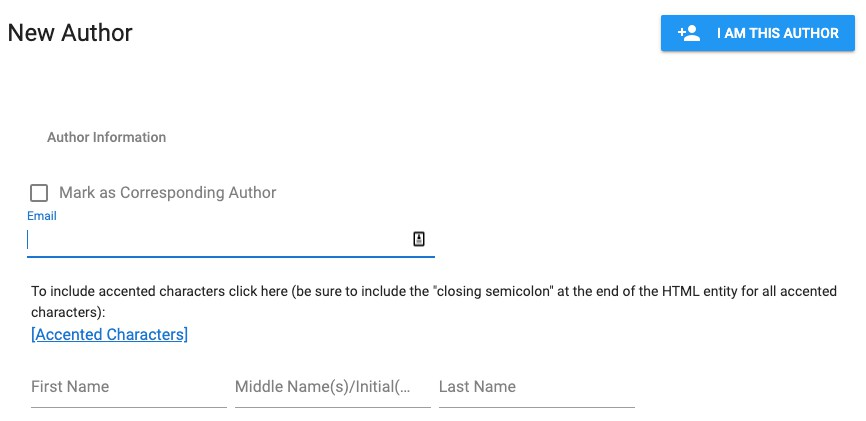 New Author
I AM THIS AUTHOR
Author Information
Mark as Corresponding Author
Email
To include accented characters click here (be sure to include the "closing semicolon" at the end of the HTML entity for all accented
characters):
[Accented Characters]
First Name
Middle Name(s)/Initial(...
Last Name